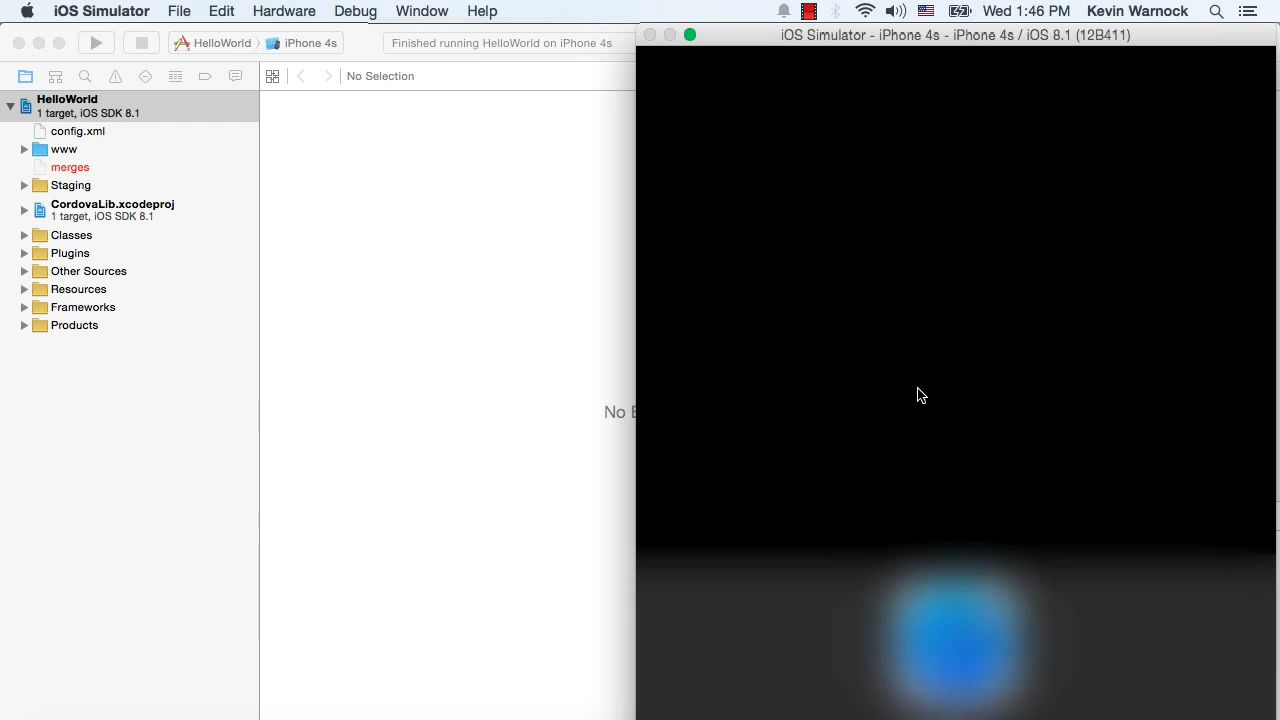 iOS Simulator File Edit Hardware Debug Window Help Wed 1:46 PM Kevin Warnock
HelloWorld 〉 iPhone 4s
Finished running HelloWorld on iPhone 4s
iOS Simulator - iPhone 4s - iPhone 4s / iOS 8.1 (12B411)
No Selection
HelloWorld
1 target, iOS SDK 8.1
config.xml
www
merges
Staging
CordovaLib.xcodeproj
1 target, iOS SDK 8.1
Classes
Plugins
Other Sources
Resources
Frameworks
Products
No